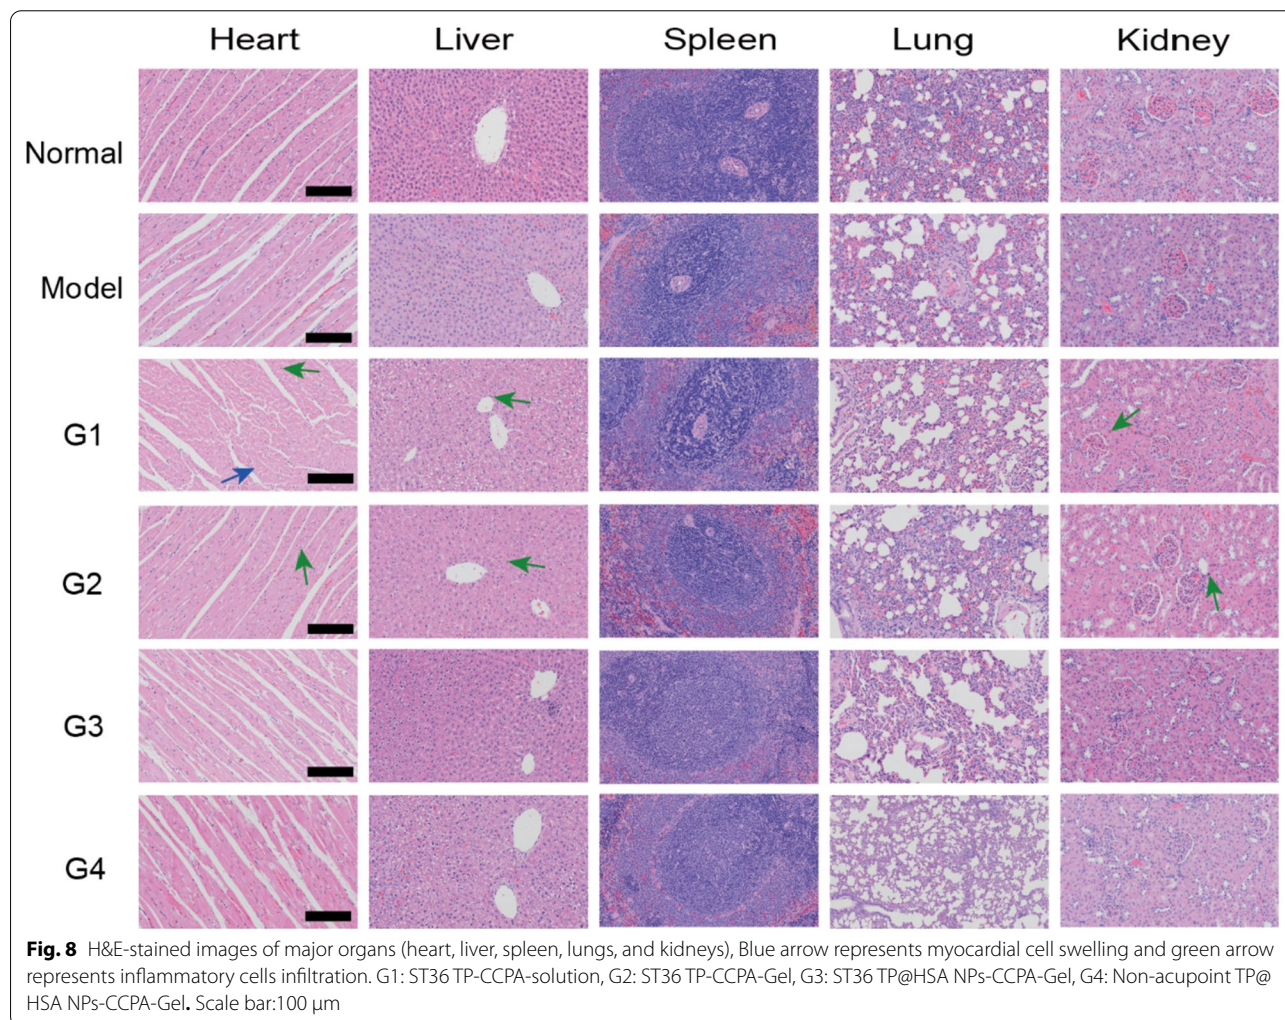 Heart Liver Spleen Lung Kidney
Normal
Model
G1
G2
G3
G4
Fig. 8 H&E-stained images of major organs (heart, liver, spleen, lungs, and kidneys), Blue arrow represents myocardial cell swelling and green arrow
represents inflammatory cells infiltration. G1: ST36 TP-CCPA-solution, G2: ST36 TP-CCPA-Gel, G3: ST36 TP@HSA NPs-CCPA-Gel, G4: Non-acupoint TP@
HSA NPs-CCPA-Gel. Scale bar:100 μm